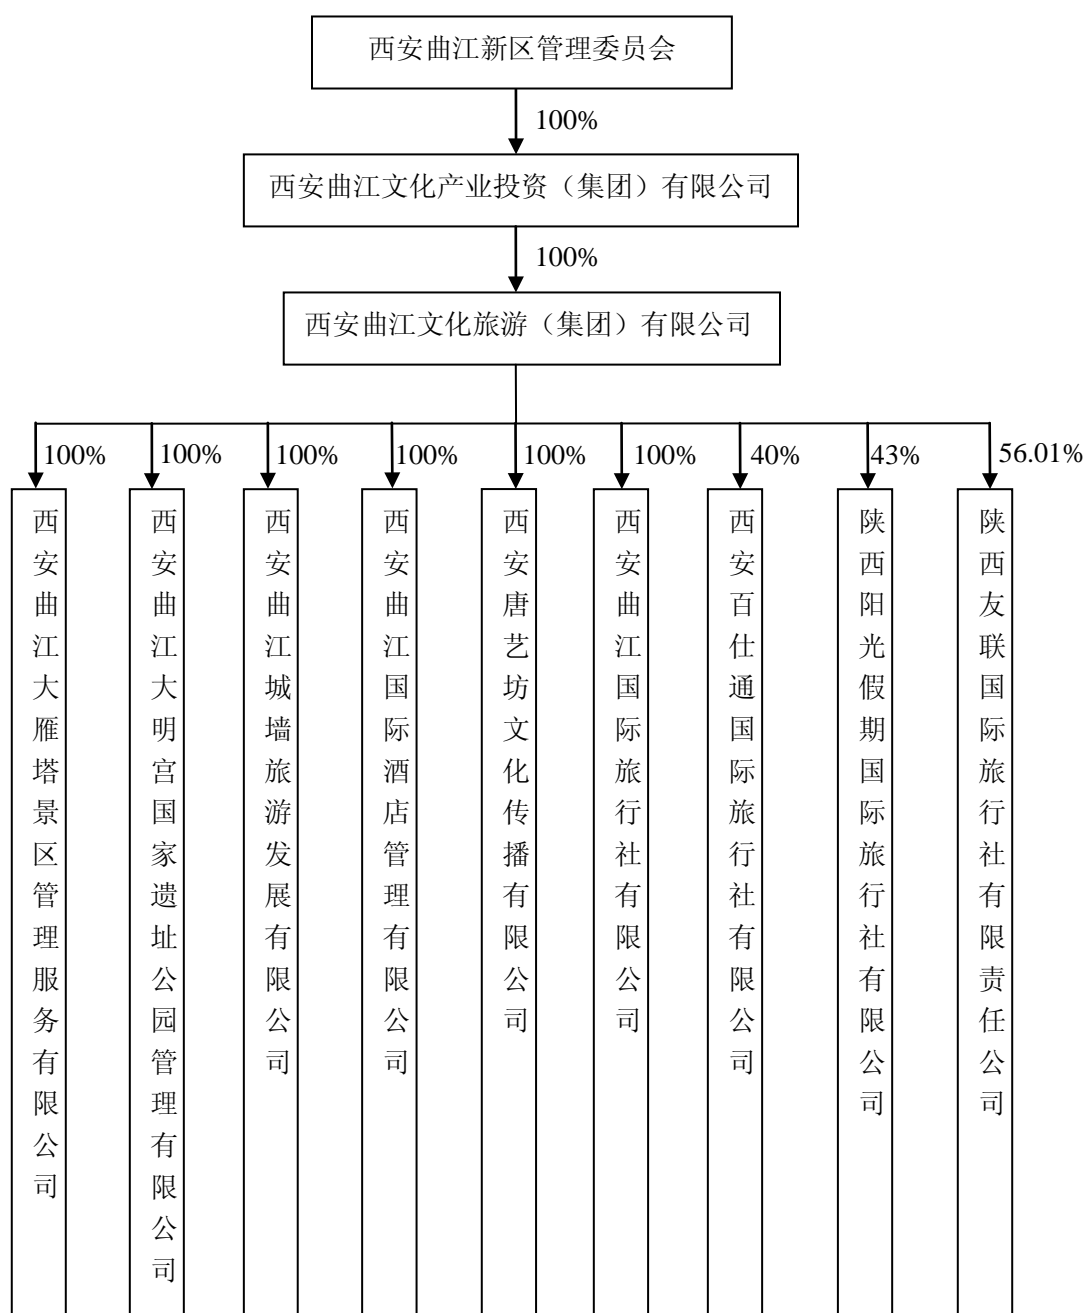 西安曲江新区管理委员会
100%
西安曲江文化产业投资（集团）有限公司
100%
西安曲江文化旅游（集团）有限公司
100%
100%
100%
100%
100%
100%
40%
43%
56.01%
西安曲江大雁塔景区管理服务有限公司
西安曲江大明宫国家遗址公园管理有限公司
西安曲江城墙旅游发展有限公司
西安曲江国际酒店管理有限公司
西安唐艺坊文化传播有限公司
西安曲江国际旅行社有限公司
西安百仕通国际旅行社有限公司
陕西阳光假期国际旅行社有限公司
陕西友联国际旅行社有限责任公司